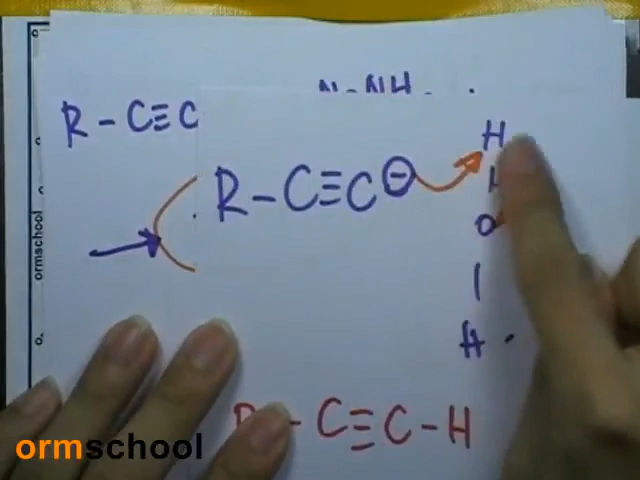 R-C≡C
R-C≡C⊖
H
O
|
H
C≡C-H
ormschool
ormschool